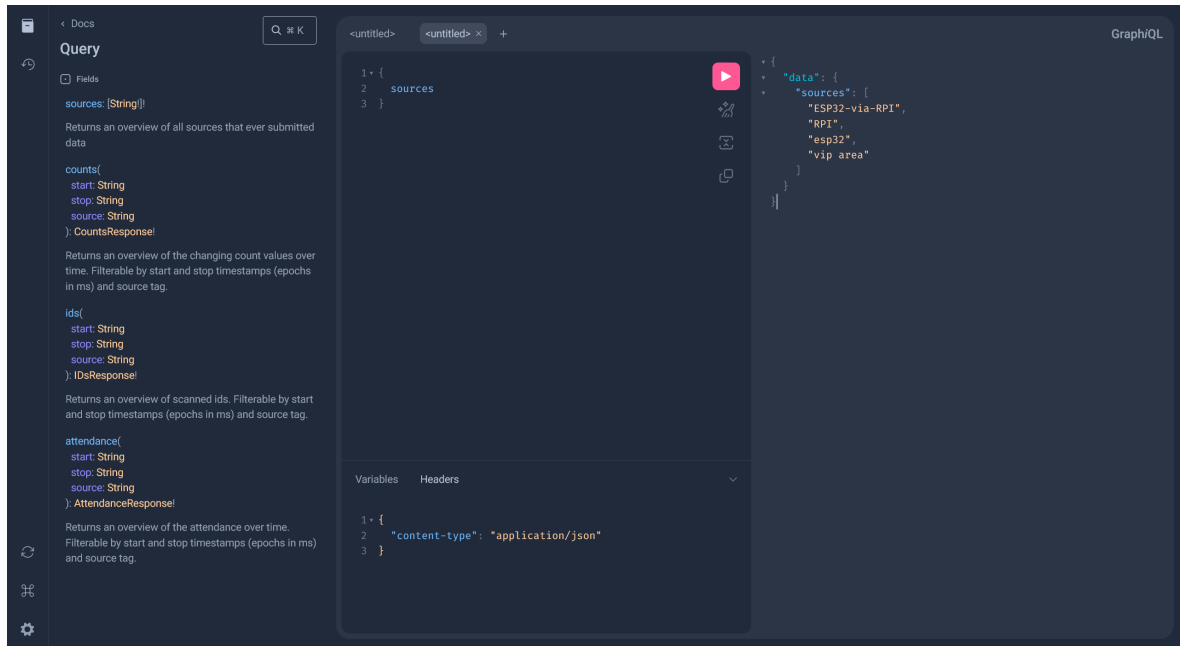 Docs
⌘ K
Query
Fields
sources: [String!]!
Returns an overview of all sources that ever submitted
data
counts(
start: String
stop: String
source: String
): CountsResponse!
Returns an overview of the changing count values over
time. Filterable by start and stop timestamps (epochs
in ms) and source tag.
ids(
start: String
stop: String
source: String
): IDsResponse!
Returns an overview of scanned ids. Filterable by start
and stop timestamps (epochs in ms) and source tag.
attendance(
start: String
stop: String
source: String
): AttendanceResponse!
Returns an overview of the attendance over time.
Filterable by start and stop timestamps (epochs in ms)
and source tag.
<untitled>
<untitled> × +
GraphiQL
1 {
2 sources
3 }
Variables Headers
1 {
2 "content-type": "application/json"
3 }
{
"data": {
"sources": [
"ESP32-via-RPI",
"RPI",
"esp32",
"vip area"
]
}
}